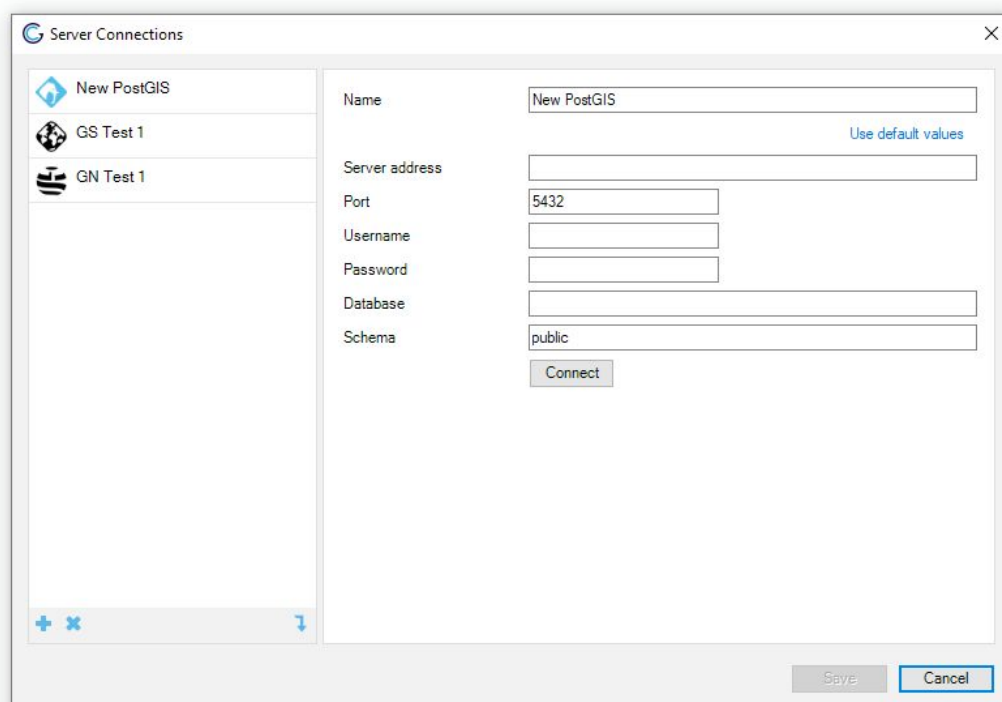 Server Connections
New PostGIS
GS Test 1
GN Test 1
Name
New PostGIS
Use default values
Server address
Port
5432
Username
Password
Database
Schema
public
Connect
Save
Cancel